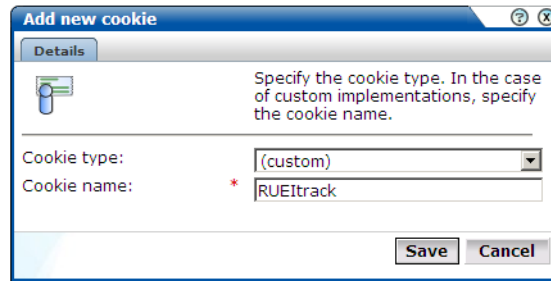 Add new cookie
Details
Specify the cookie type. In the case
of custom implementations, specify
the cookie name.
Cookie type: (custom)
Cookie name: * RUEItrack
Save Cancel